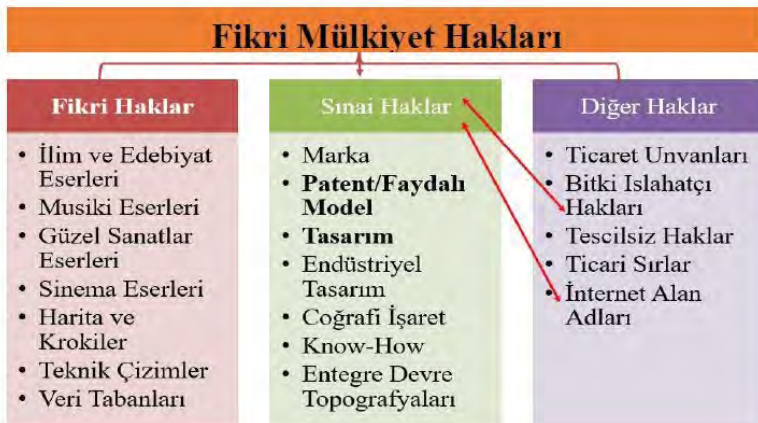 Fikri Mülkiyet Hakları
Fikri Haklar
• İlim ve Edebiyat
Eserleri
• Musiki Eserleri
• Güzel Sanatlar
Eserleri
• Sinema Eserleri
• Harita ve
Krokiler
• Teknik Çizimler
• Veri Tabanları
Sınai Haklar
• Marka
• Patent/Faydalı
Model
• Tasarım
• Endüstriyel
Tasarım
• Coğrafi İşaret
• Know-How
• Entegre Devre
Topografyaları
Diğer Haklar
• Ticaret Unvanları
• Bitki Islahatçı
Hakları
• Tescilsiz Haklar
• Ticari Sırlar
• İnternet Alan
Adları